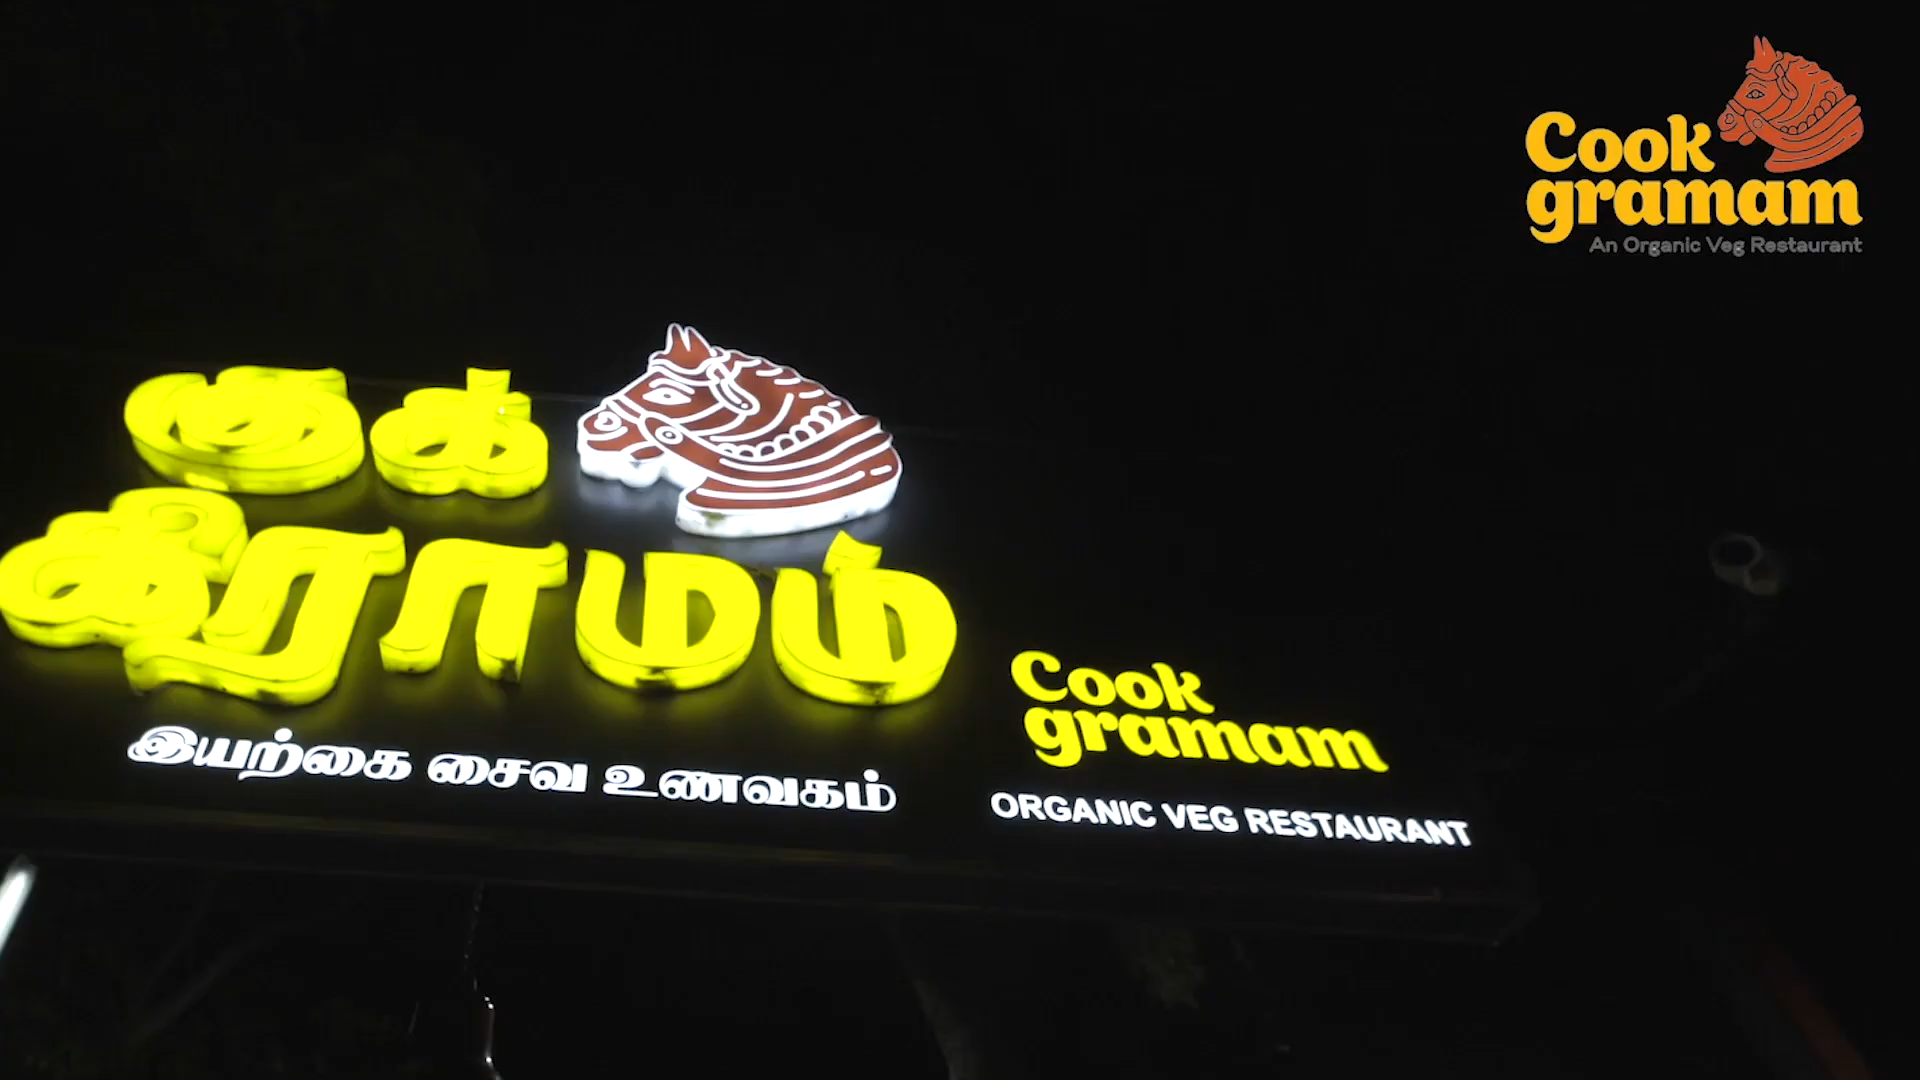 Cook
gramam
An Organic Veg Restaurant
குக்
கிராமம்
இயற்கை சைவ உணவகம்
Cook
gramam
ORGANIC VEG RESTAURANT